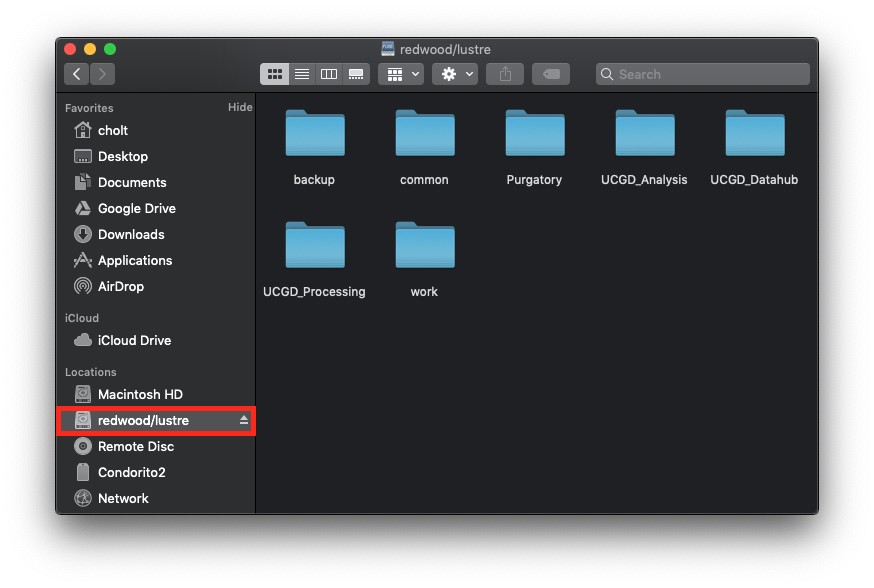 redwood/lustre
Search
Favorites
Hide
cholt
Desktop
Documents
Google Drive
Downloads
Applications
AirDrop
iCloud
iCloud Drive
Locations
Macintosh HD
redwood/lustre
Remote Disc
Condorito2
Network
backup
common
Purgatory
UCGD_Analysis
UCGD_Datahub
UCGD_Processing
work